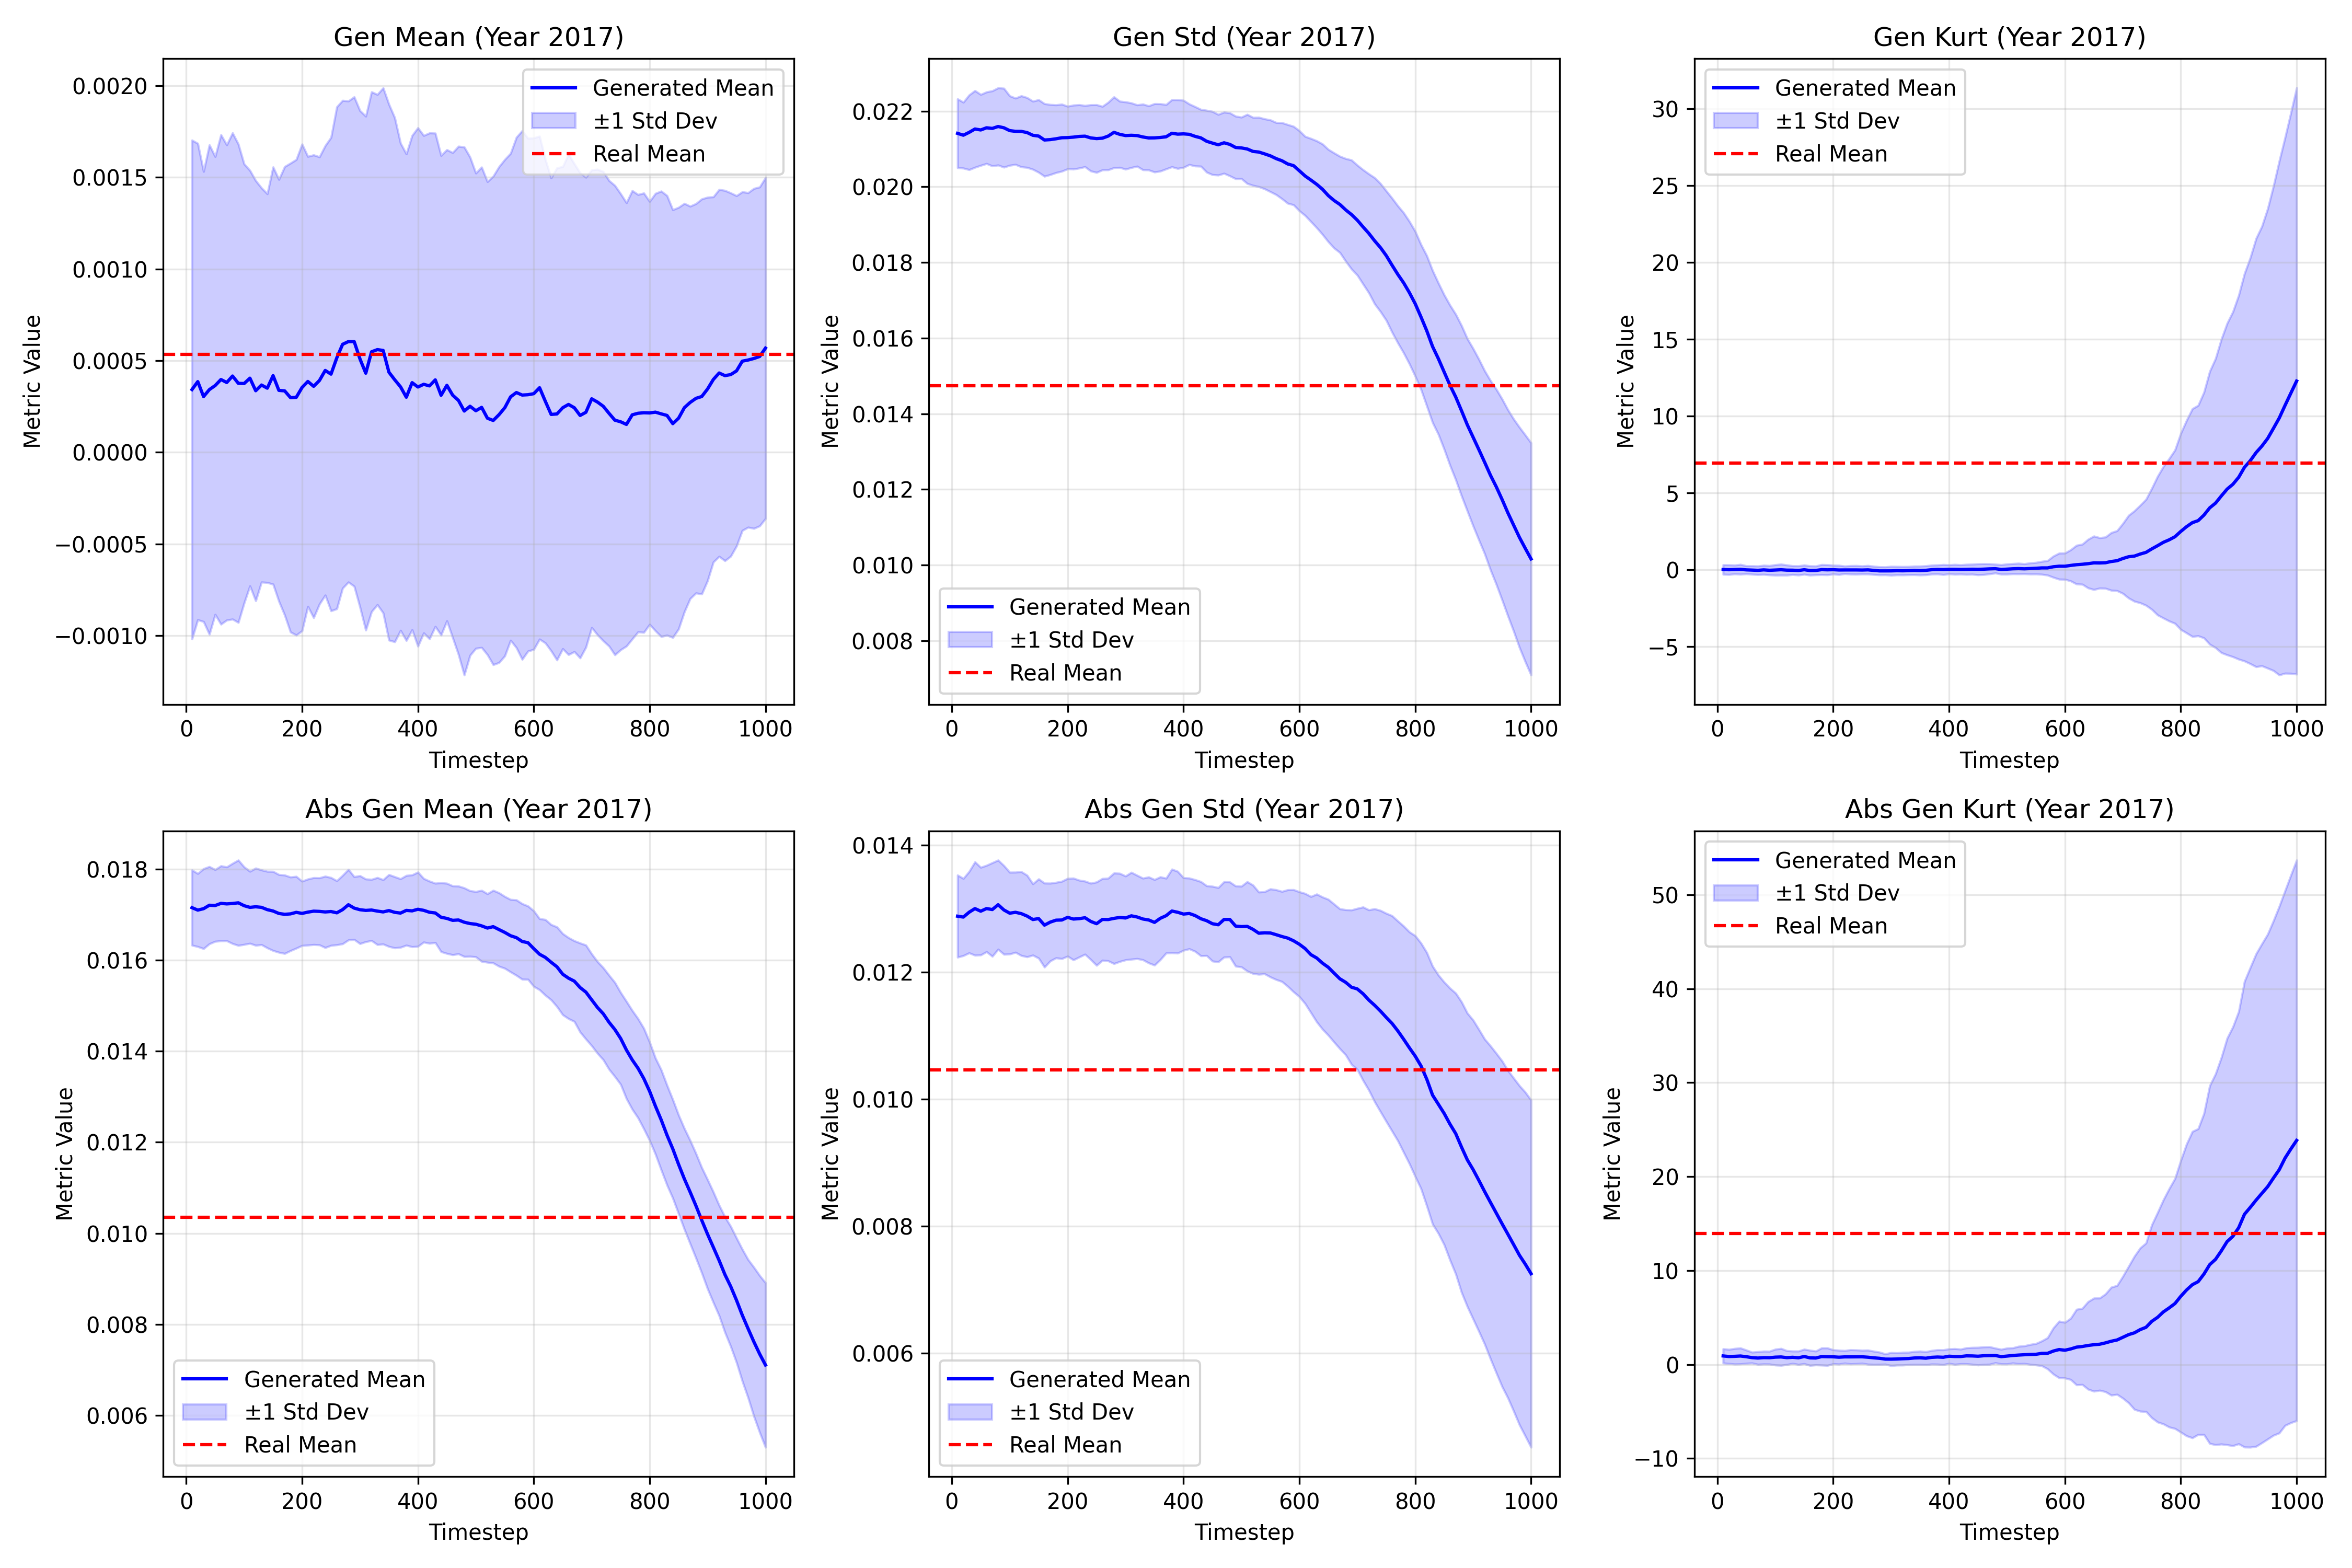 Gen Mean (Year 2017)
Metric Value
0.0020
0.0015
0.0010
0.0005
0.0000
−0.0005
−0.0010
Generated Mean
±1 Std Dev
Real Mean
0 200 400 600 800 1000
Timestep
Gen Std (Year 2017)
Metric Value
0.022
0.020
0.018
0.016
0.014
0.012
0.010
0.008
Generated Mean
±1 Std Dev
Real Mean
0 200 400 600 800 1000
Timestep
Gen Kurt (Year 2017)
Metric Value
30
25
20
15
10
5
0
−5
Generated Mean
±1 Std Dev
Real Mean
0 200 400 600 800 1000
Timestep
Abs Gen Mean (Year 2017)
Metric Value
0.018
0.016
0.014
0.012
0.010
0.008
0.006
Generated Mean
±1 Std Dev
Real Mean
0 200 400 600 800 1000
Timestep
Abs Gen Std (Year 2017)
Metric Value
0.014
0.012
0.010
0.008
0.006
Generated Mean
±1 Std Dev
Real Mean
0 200 400 600 800 1000
Timestep
Abs Gen Kurt (Year 2017)
Metric Value
50
40
30
20
10
0
−10
Generated Mean
±1 Std Dev
Real Mean
0 200 400 600 800 1000
Timestep